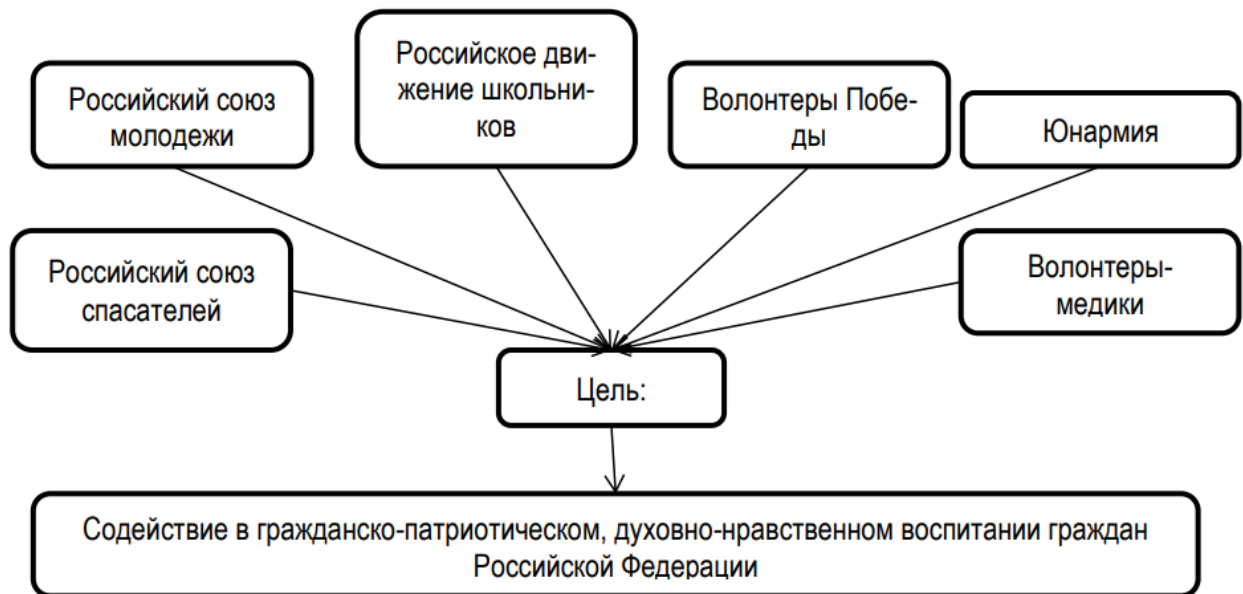 Российский союз
молодежи
Российское дви-
жение школьни-
ков
Волонтеры Побе-
ды
Юнармия
Российский союз
спасателей
Волонтеры-
медики
Цель:
Содействие в гражданско-патриотическом, духовно-нравственном воспитании граждан
Российской Федерации